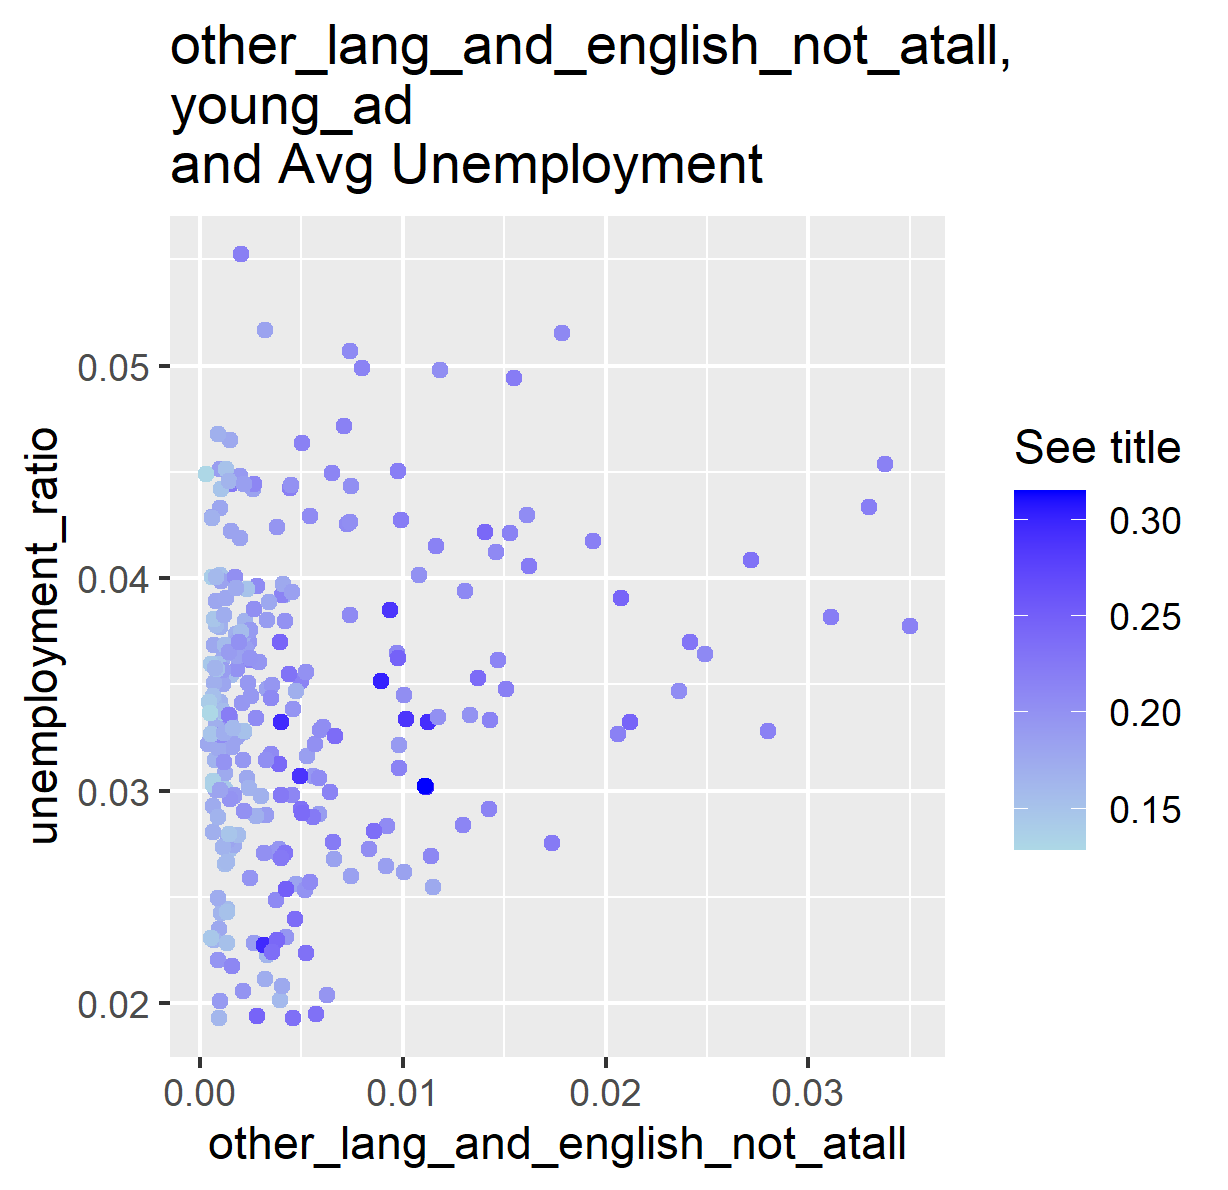 other_lang_and_english_not_atall,
young_ad
and Avg Unemployment
unemployment_ratio
0.05
0.04
0.03
0.02
0.00
0.01
0.02
0.03
other_lang_and_english_not_atall
See title
0.30
0.25
0.20
0.15